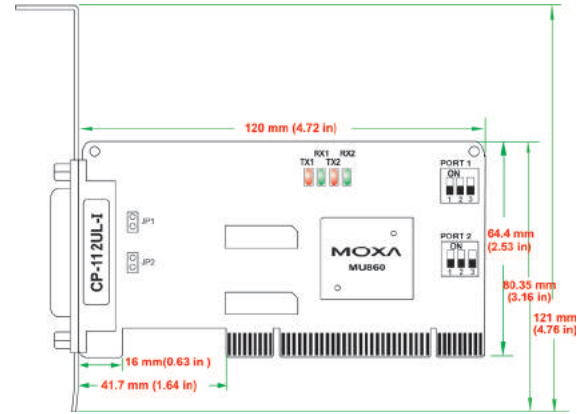 120 mm (4.72 in)
RX1 RX2
TX1 TX2
PORT 1
ON
1 2 3
CP-112UL-I
JP1
JP2
MOXA
MU860
PORT 2
ON
1 2 3
64.4 mm
(2.53 in)
80.35 mm
(3.16 in)
121 mm
(4.76 in)
16 mm(0.63 in )
41.7 mm (1.64 in)